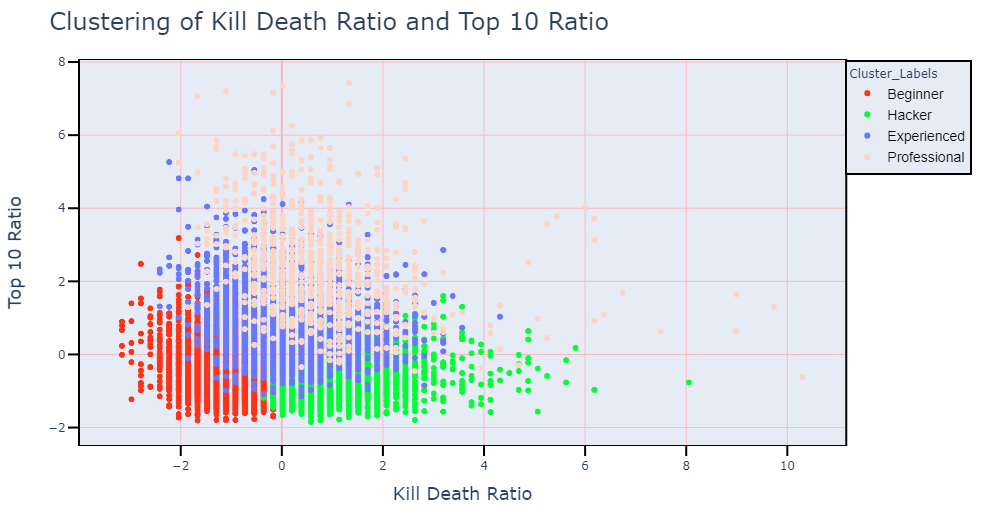 Clustering of Kill Death Ratio and Top 10 Ratio
Cluster_Labels
Beginner
Hacker
Experienced
Professional
Top 10 Ratio
8
6
4
2
0
−2
−2
0
2
4
6
8
10
Kill Death Ratio